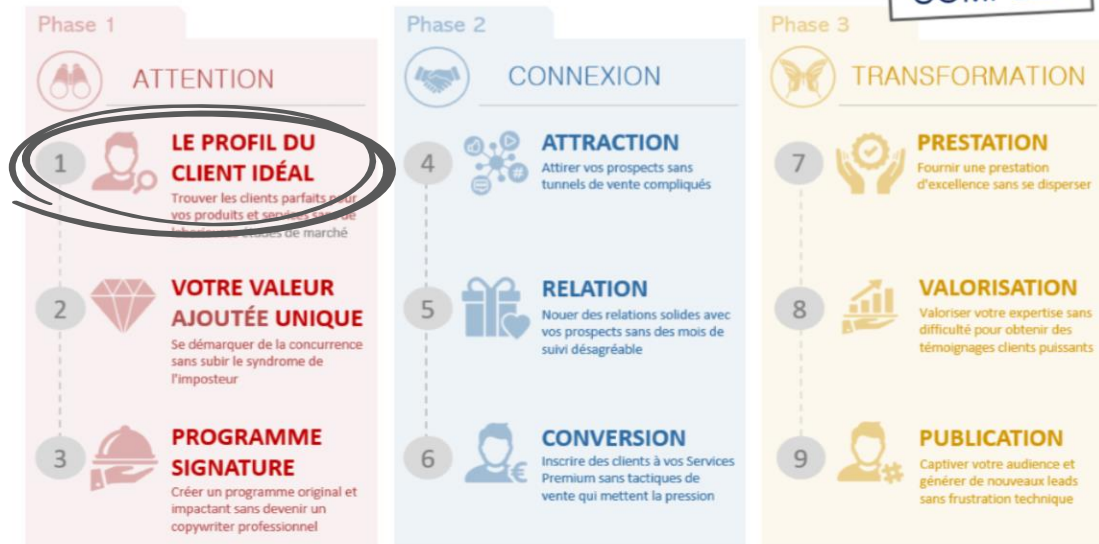 Phase 1
ATTENTION
1
LE PROFIL DU
CLIENT IDÉAL
Trouver les clients parfaits pour
vos produits et services sans de
études de marché
2
VOTRE VALEUR
AJOUTÉE UNIQUE
Se démarquer de la concurrence
sans subir le syndrome de
l'imposteur
3
PROGRAMME
SIGNATURE
Créer un programme original et
impactant sans devenir un
copywriter professionnel
Phase 2
CONNEXION
4
ATTRACTION
Attirer vos prospects sans
tunnels de vente compliqués
5
RELATION
Nouer des relations solides avec
vos prospects sans des mois de
suivi désagréable
6
CONVERSION
Inscrire des clients à vos Services
Premium sans tactiques de
vente qui mettent la pression
Phase 3
TRANSFORMATION
7
PRESTATION
Fournir une prestation
d'excellence sans se disperser
8
VALORISATION
Valoriser votre expertise sans
difficulté pour obtenir des
témoignages clients puissants
9
PUBLICATION
Captiver votre audience et
générer de nouveaux leads
sans frustration technique